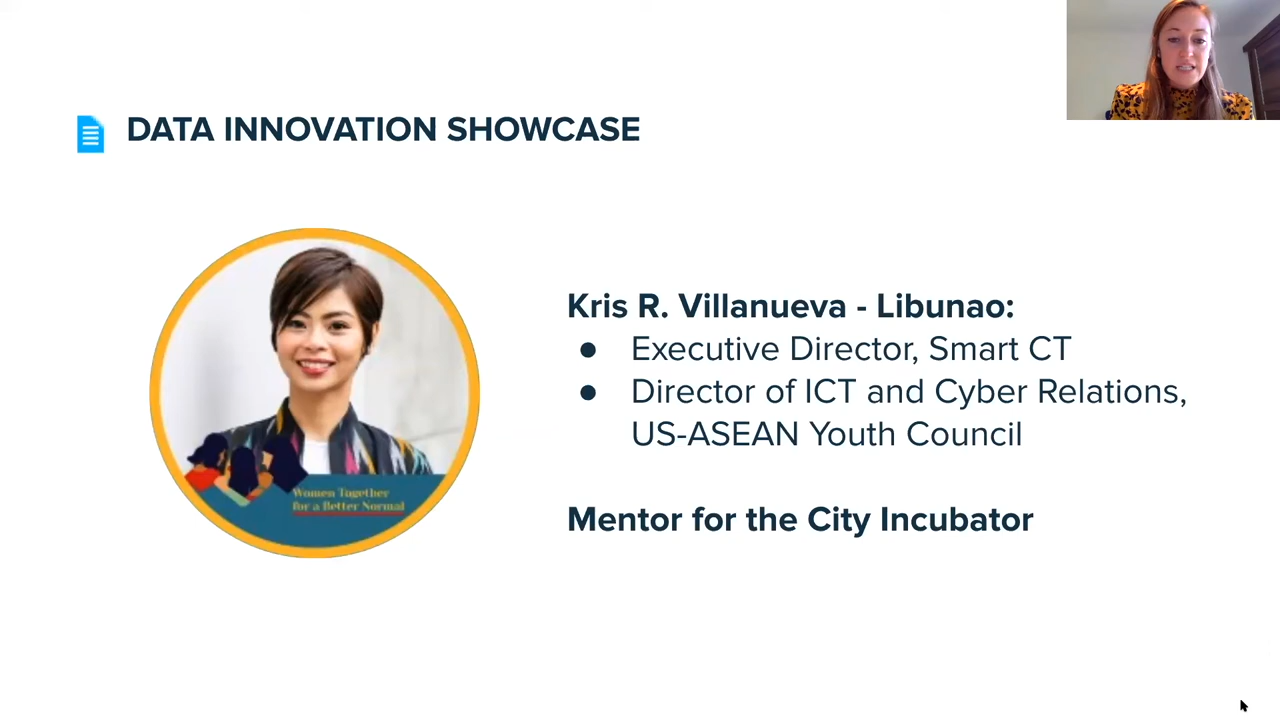 DATA INNOVATION SHOWCASE
Women Together
for a Better Normal
Kris R. Villanueva - Libunao:
● Executive Director, Smart CT
● Director of ICT and Cyber Relations,
US-ASEAN Youth Council
Mentor for the City Incubator